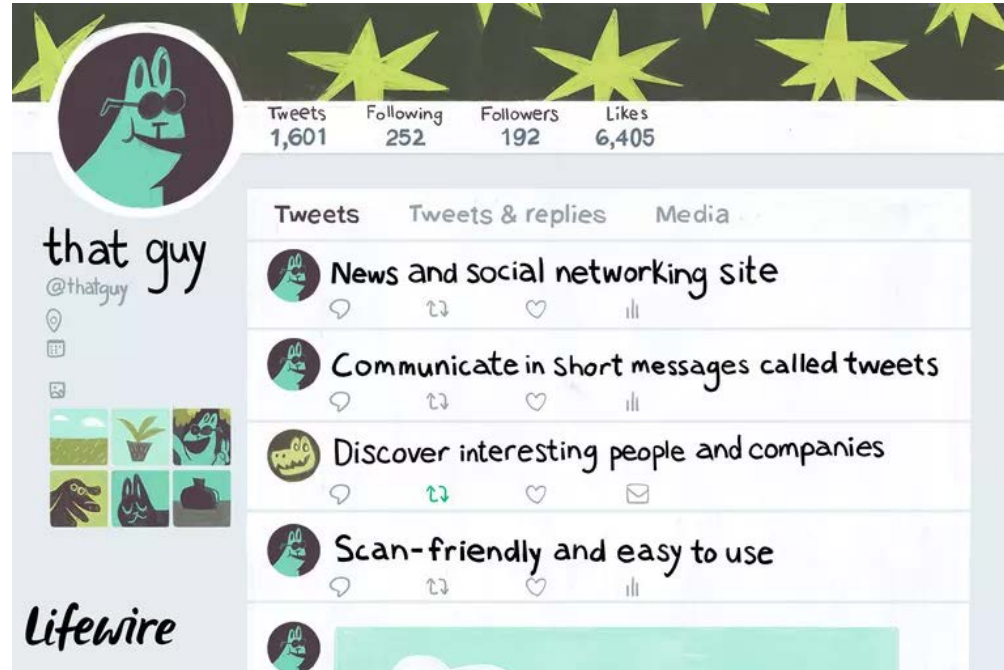 Tweets Following Followers Likes
1,601 252 192 6,405
Tweets Tweets & replies Media
that guy
@thatguy
News and social networking site
Communicate in short messages called tweets
Discover interesting people and companies
Scan-friendly and easy to use
Lifewire